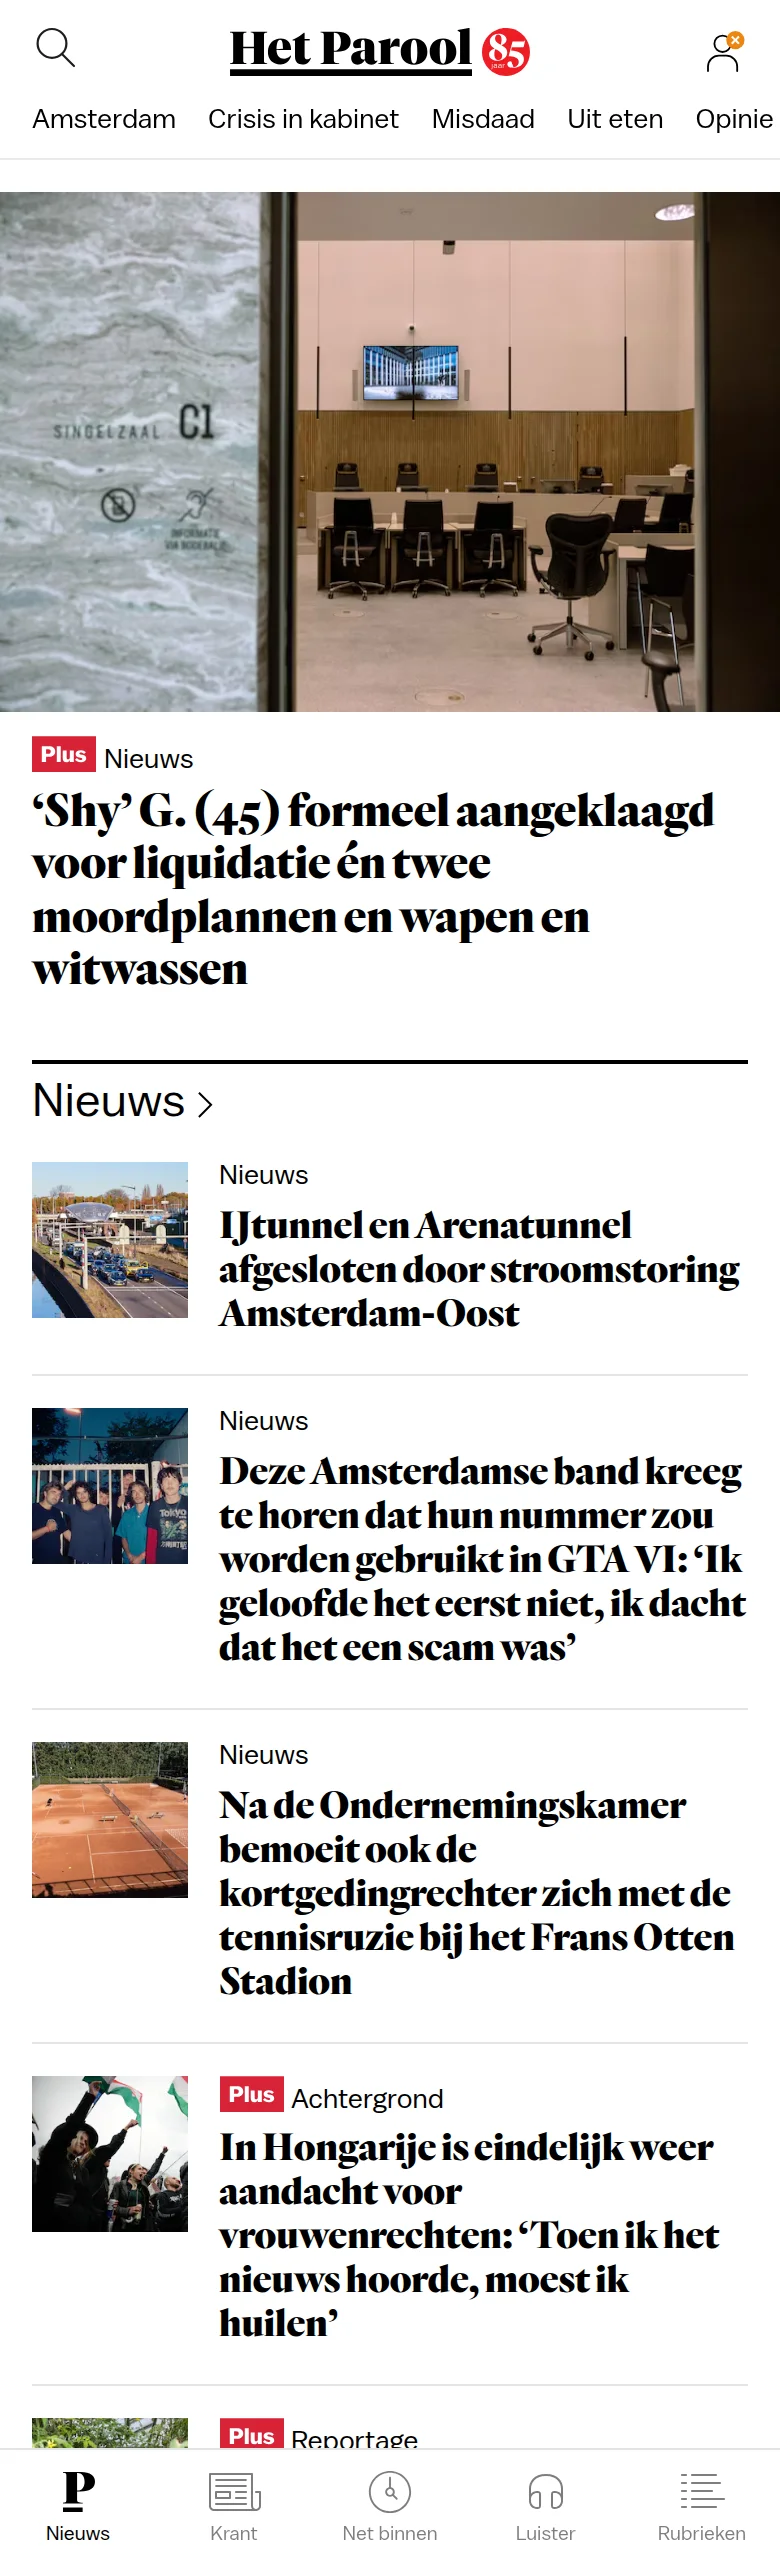 Het Parool 85 jaar
Amsterdam Crisis in kabinet Misdaad Uit eten Opinie
SINGELZAAL C1
INFORMATIE
VIA BODEBALIE
Plus Nieuws
‘Shy’ G. (45) formeel aangeklaagd
voor liquidatie én twee
moordplannen en wapen en
witwassen
Nieuws
Nieuws
IJtunnel en Arenatunnel
afgesloten door stroomstoring
Amsterdam-Oost
Nieuws
Deze Amsterdamse band kreeg
te horen dat hun nummer zou
worden gebruikt in GTA VI: ‘Ik
geloofde het eerst niet, ik dacht
dat het een scam was’
Tokyo
Nieuws
Na de Ondernemingskamer
bemoeit ook de
kortgedingrechter zich met de
tennisruzie bij het Frans Otten
Stadion
Plus Achtergrond
In Hongarije is eindelijk weer
aandacht voor
vrouwenrechten: ‘Toen ik het
nieuws hoorde, moest ik
huilen’
Plus Reportage
P
Nieuws Krant Net binnen Luister Rubrieken